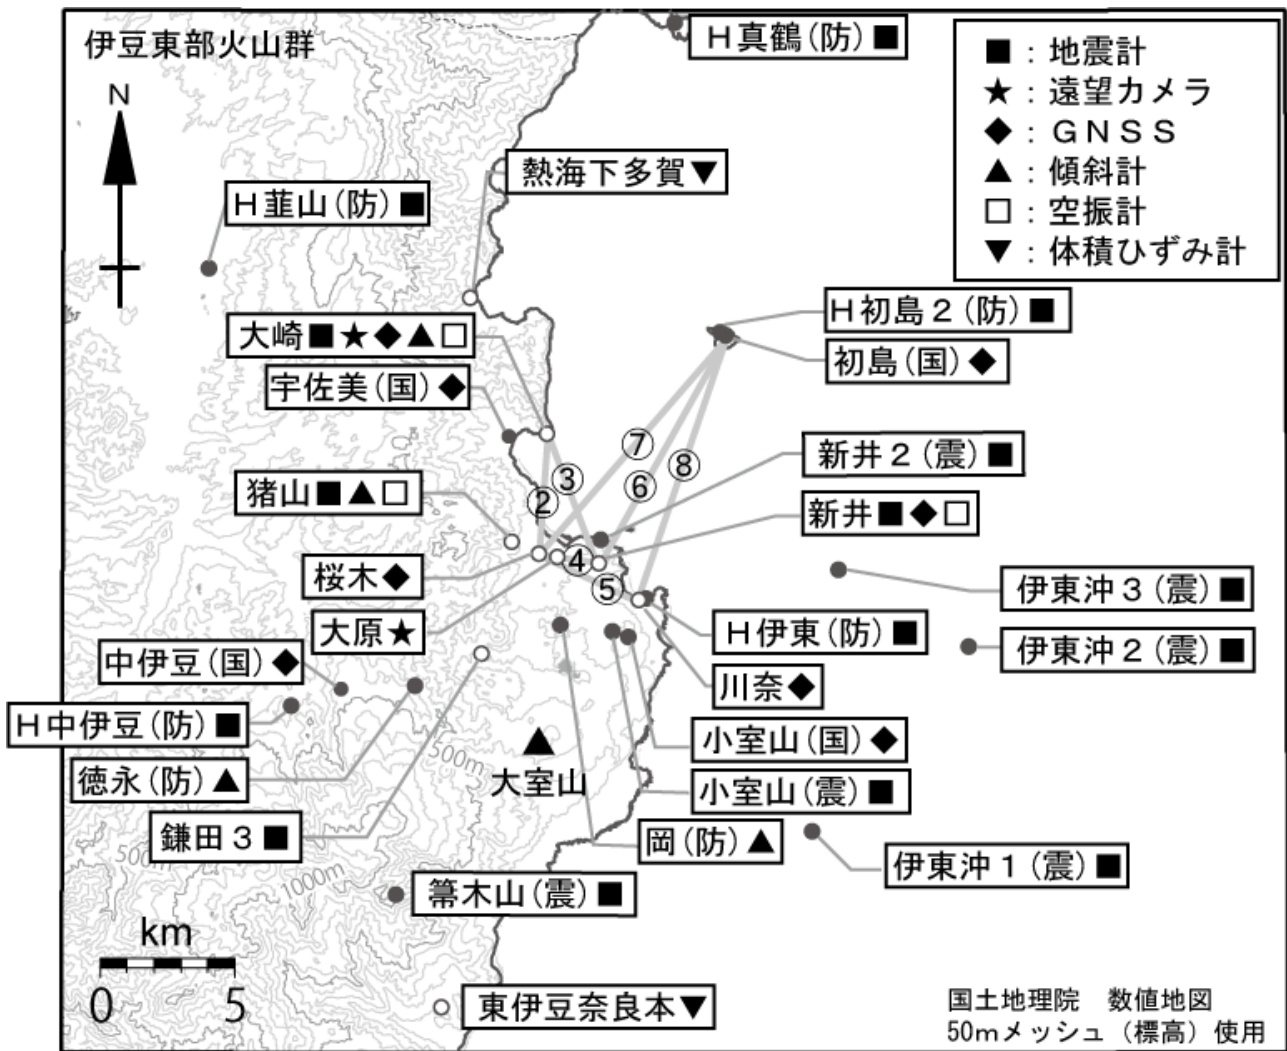 伊豆東部火山群
N
H真鶴(防)■
■：地震計
★：遠望カメラ
◆：GNSS
▲：傾斜計
□：空振計
▼：体積ひずみ計
熱海下多賀▼
H韮山(防)■
大崎■★◆▲□
宇佐美(国)◆
H初島2(防)■
初島(国)◆
⑦
③
⑧
⑥
②
猪山■▲□
新井2(震)■
新井■◆□
④
⑤
桜木◆
大原★
伊東沖3(震)■
H伊東(防)■
伊東沖2(震)■
中伊豆(国)◆
川奈◆
H中伊豆(防)■
小室山(国)◆
500m
徳永(防)▲
大室山
小室山(震)■
鎌田3■
岡(防)▲
500m
伊東沖1(震)■
1000m
箒木山(震)■
km
0 5
東伊豆奈良本▼
国土地理院　数値地図
50mメッシュ（標高）使用